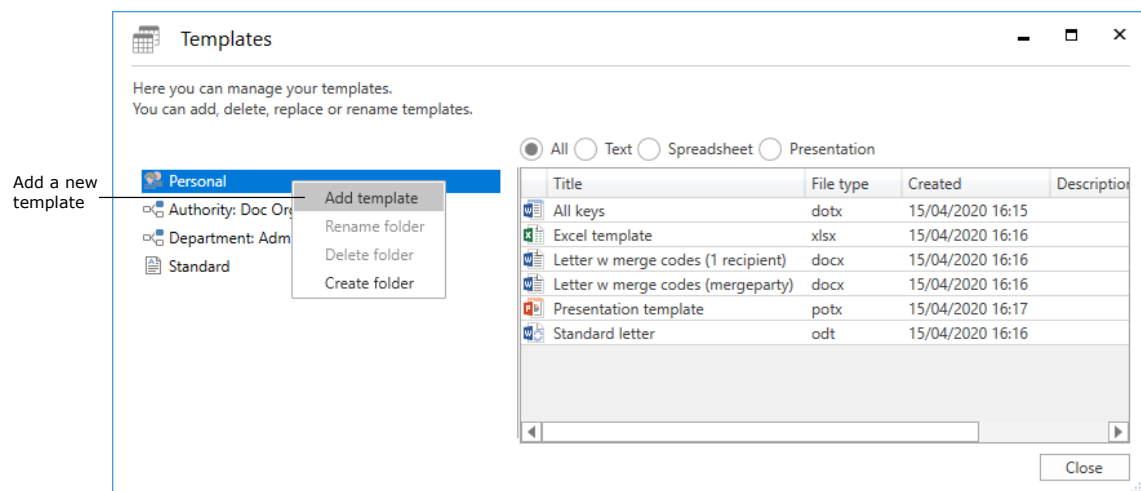 Templates
Here you can manage your templates.
You can add, delete, replace or rename templates.
All Text Spreadsheet Presentation
Add a new
template
Personal
Authority: Doc Org
Department: Adm
Standard
Add template
Rename folder
Delete folder
Create folder
Title File type Created Description
All keys dotx 15/04/2020 16:15
Excel template xlsx 15/04/2020 16:16
Letter w merge codes (1 recipient) docx 15/04/2020 16:16
Letter w merge codes (mergeparty) docx 15/04/2020 16:16
Presentation template potx 15/04/2020 16:17
Standard letter odt 15/04/2020 16:16
Close